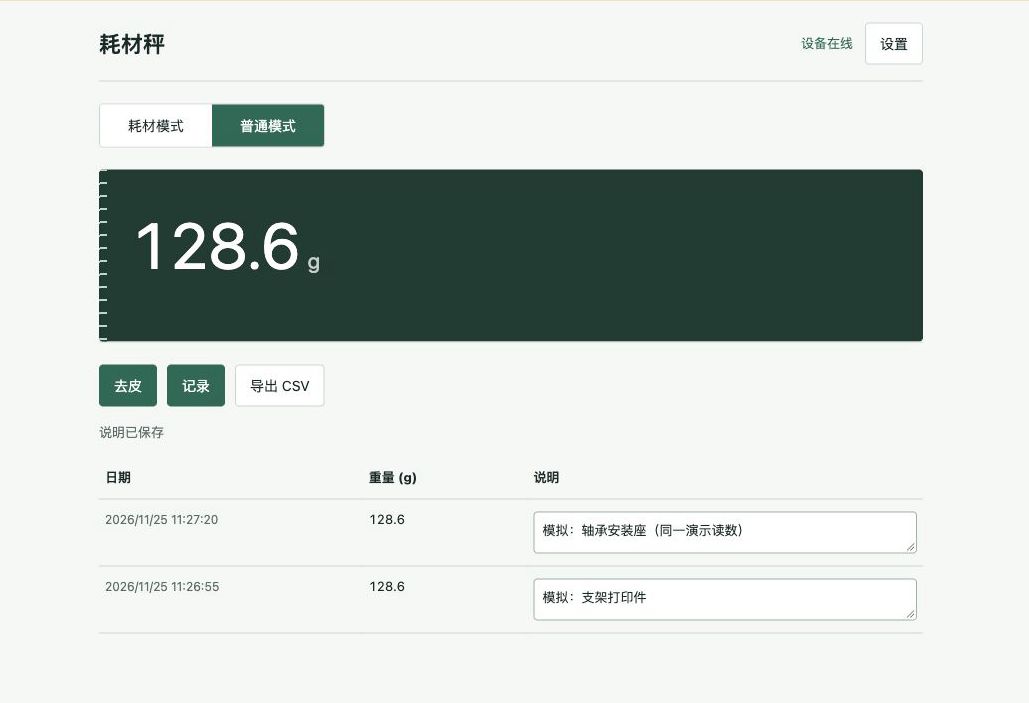 耗材秤
设备在线 设置
耗材模式 普通模式
128.6 g
去皮 记录 导出 CSV
说明已保存
日期 重量 (g) 说明
2026/11/25 11:27:20 128.6 模拟：轴承安装座（同一演示读数）
2026/11/25 11:26:55 128.6 模拟：支架打印件